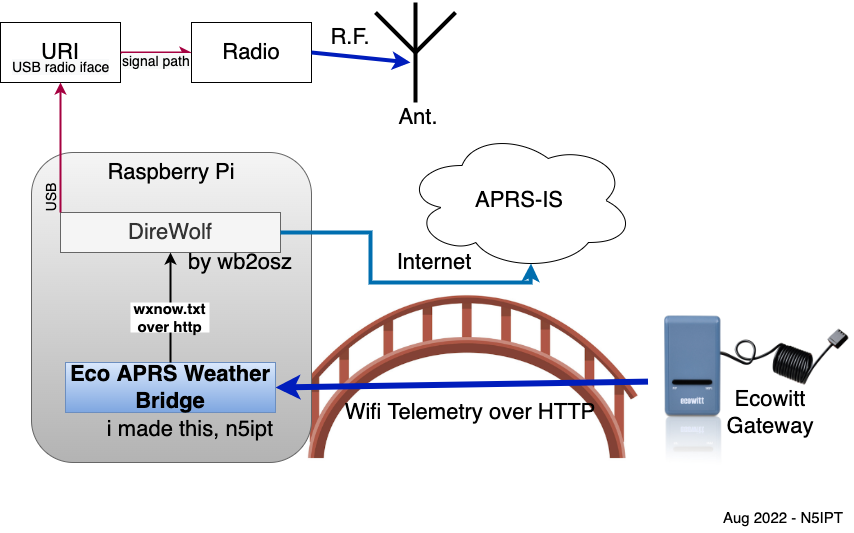 URI
USB radio iface
signal path
Radio
R.F.
Ant.
Raspberry Pi
USB
DireWolf
by wb2osz
APRS-IS
Internet
wxnow.txt
over http
Eco APRS Weather
Bridge
i made this, n5ipt
Wifi Telemetry over HTTP
ecowitt
Ecowitt
Gateway
Aug 2022 - N5IPT